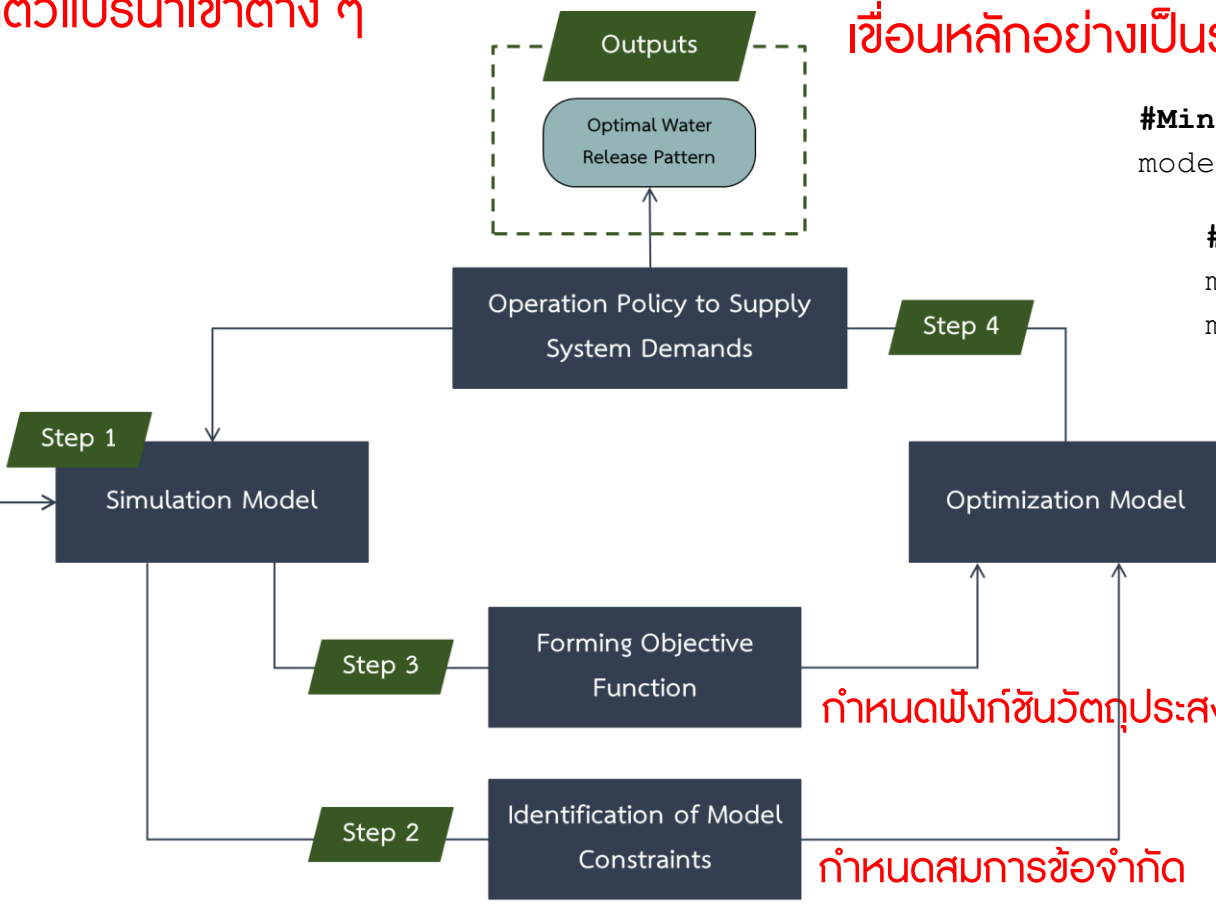 ตัวแปรนำเข้าต่าง ๆ
เขื่อนหลักอย่างเป็น
Outputs
Optimal Water
Release Pattern
#Min
mode
#
m
m
Operation Policy to Supply
System Demands
Step 4
Step 1
Simulation Model
Optimization Model
Step 3
Forming Objective
Function
กำหนดฟังก์ชันวัตถุประส
Step 2
Identification of Model
Constraints
กำหนดสมการข้อจำกัด